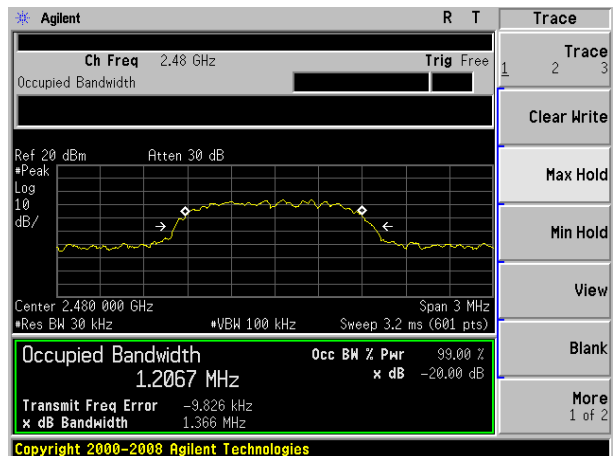 Agilent R T Trace
Ch Freq 2.48 GHz Trig Free
Occupied Bandwidth
Trace
1 2 3
Clear Write
Ref 20 dBm Atten 30 dB
#Peak
Log
10
dB/
Max Hold
Min Hold
Center 2.480 000 GHz Span 3 MHz
#Res BW 30 kHz #VBW 100 kHz Sweep 3.2 ms (601 pts)
View
Occupied Bandwidth Occ BW % Pwr 99.00 %
1.2067 MHz x dB -20.00 dB
Blank
Transmit Freq Error -9.826 kHz
x dB Bandwidth 1.366 MHz
More
1 of 2
Copyright 2000-2008 Agilent Technologies